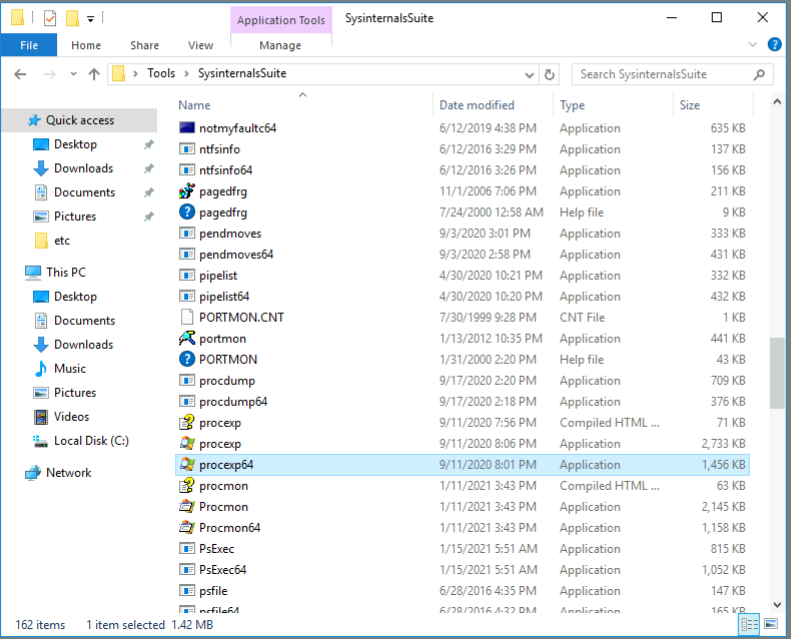 Application Tools SysinternalsSuite
File Home Share View Manage
Tools SysinternalsSuite Search SysinternalsSuite
Name Date modified Type Size
Quick access
Desktop
Downloads
Documents
Pictures
etc
This PC
Desktop
Documents
Downloads
Music
Pictures
Videos
Local Disk (C:)
Network
notmyfaultc64 6/12/2019 4:38 PM Application 635 KB
ntfsinfo 6/12/2016 3:29 PM Application 137 KB
ntfsinfo64 6/12/2016 3:26 PM Application 156 KB
pagedfrg 11/1/2006 7:06 PM Application 211 KB
pagedfrg 7/24/2000 12:58 AM Help file 9 KB
pendmoves 9/3/2020 3:01 PM Application 333 KB
pendmoves64 9/3/2020 2:58 PM Application 431 KB
pipelist 4/30/2020 10:21 PM Application 332 KB
pipelist64 4/30/2020 10:20 PM Application 432 KB
PORTMON.CNT 7/30/1999 9:28 PM CNT File 1 KB
portmon 1/13/2012 10:35 PM Application 441 KB
PORTMON 1/31/2000 2:20 PM Help file 43 KB
procdump 9/17/2020 2:20 PM Application 709 KB
procdump64 9/17/2020 2:18 PM Application 376 KB
procexp 9/11/2020 7:56 PM Compiled HTML ... 71 KB
procexp 9/11/2020 8:06 PM Application 2,733 KB
procexp64 9/11/2020 8:01 PM Application 1,456 KB
procmon 1/11/2021 3:43 PM Compiled HTML ... 63 KB
Procmon 1/11/2021 3:43 PM Application 2,145 KB
Procmon64 1/11/2021 3:43 PM Application 1,158 KB
PsExec 1/15/2021 5:51 AM Application 815 KB
PsExec64 1/15/2021 5:51 AM Application 1,052 KB
psfile 6/28/2016 4:35 PM Application 147 KB
psfile64 6/28/2016 4:32 PM Application 165 KB
162 items 1 item selected 1.42 MB